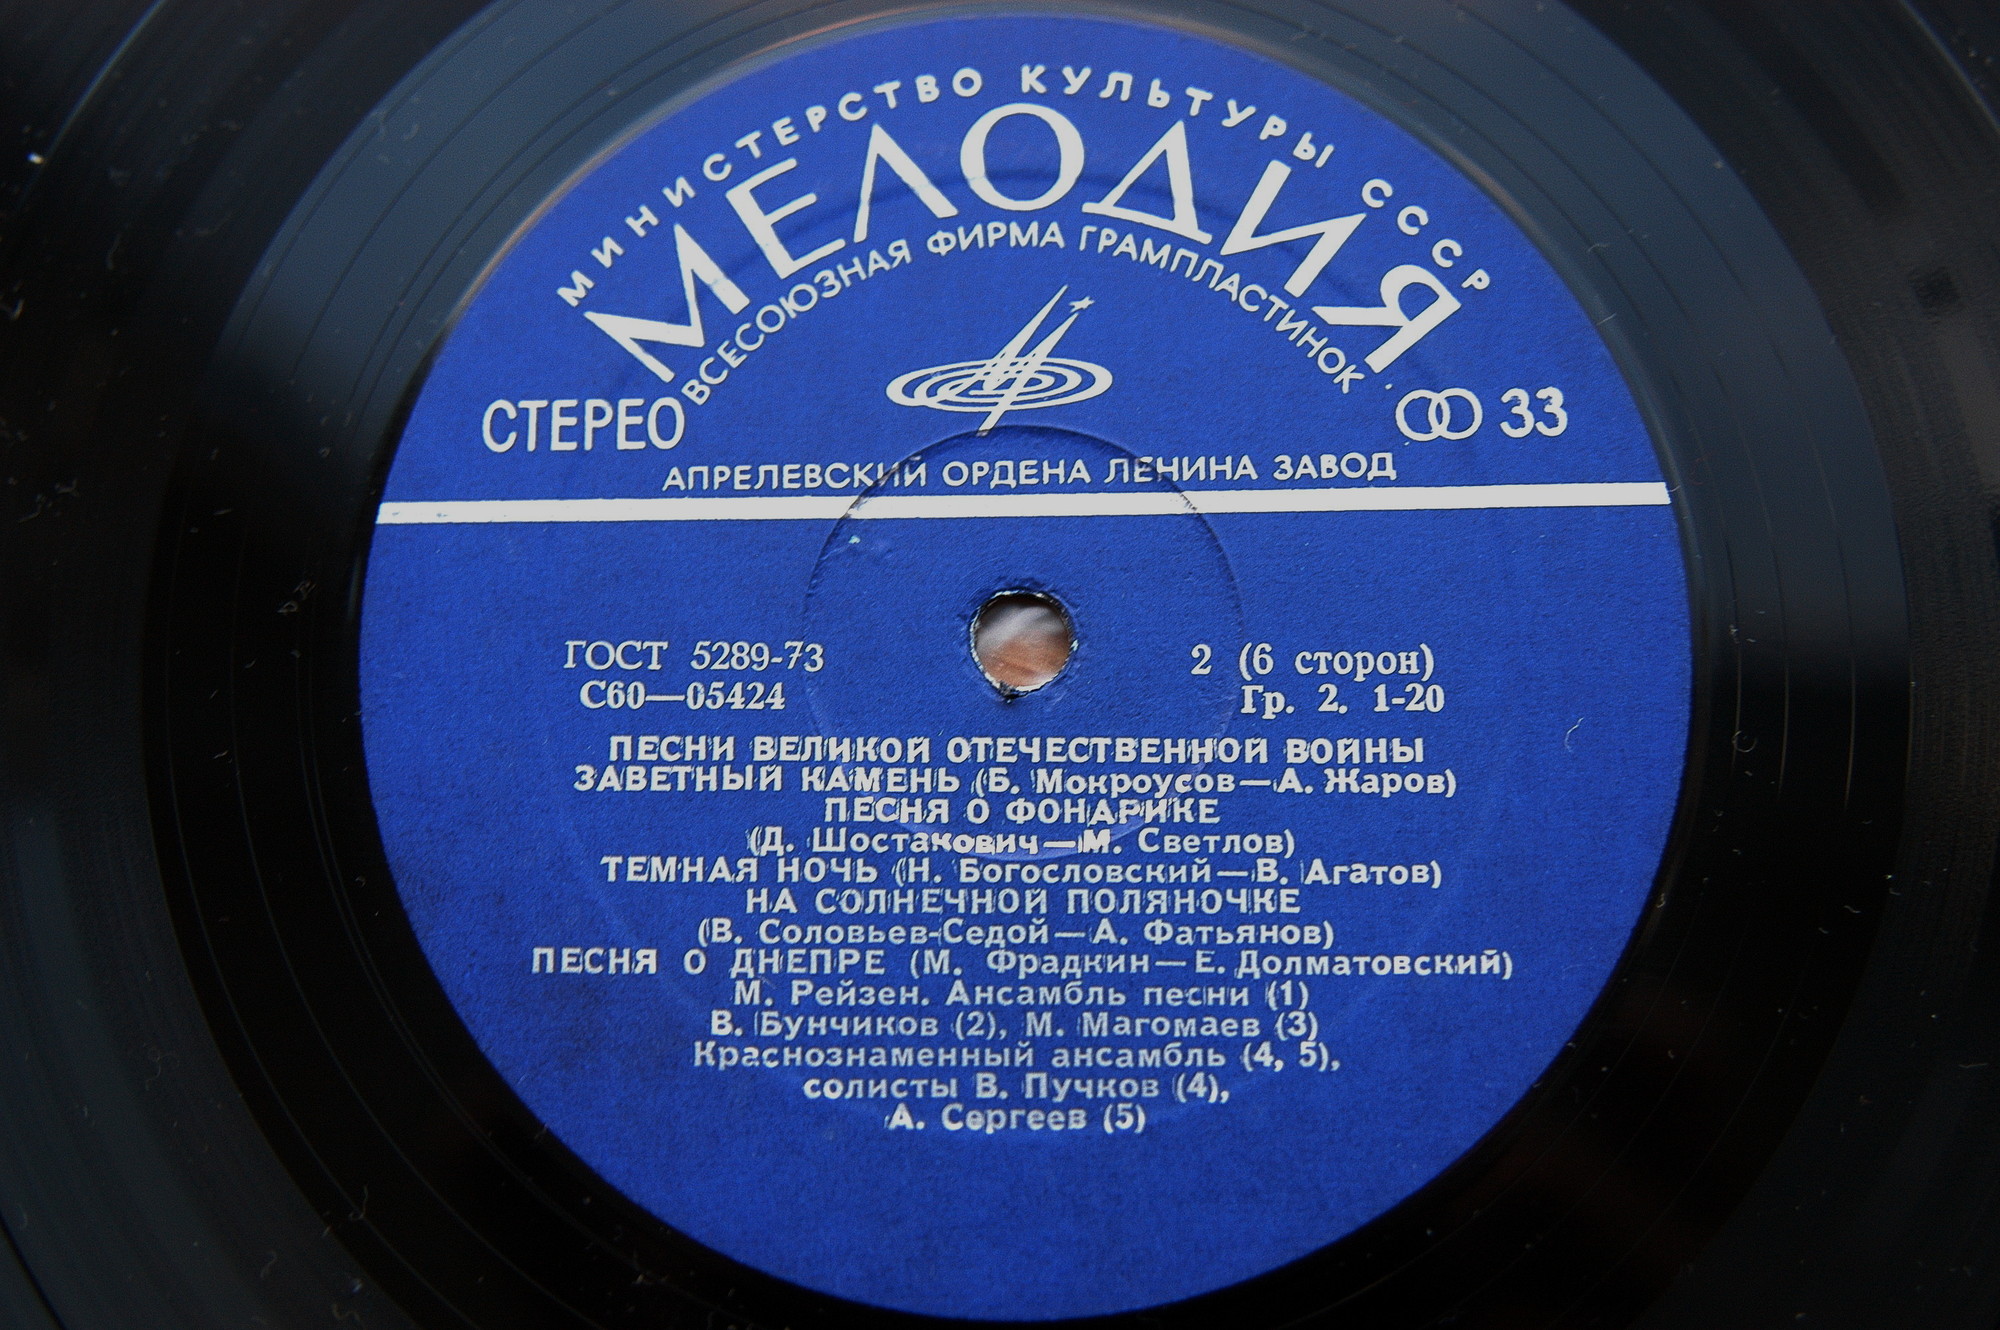 МИНИСТЕРСТВО КУЛЬТУРЫ СССР
МЕЛОДИЯ
ВСЕСОЮЗНАЯ ФИРМА ГРАМПЛАСТИНОК
СТЕРЕО
33
АПРЕЛЕВСКИЙ ОРДЕНА ЛЕНИНА ЗАВОД
ГОСТ 5289-73
2 (6 сторон)
С60—05424
Гр. 2. 1-20
ПЕСНИ ВЕЛИКОЙ ОТЕЧЕСТВЕННОЙ ВОЙНЫ
ЗАВЕТНЫЙ КАМЕНЬ (Б. Мокроусов—А. Жаров)
ПЕСНЯ О ФОНАРИКЕ
(Д. Шостакович—М. Светлов)
ТЕМНАЯ НОЧЬ (Н. Богословский—В. Агатов)
НА СОЛНЕЧНОЙ ПОЛЯНОЧКЕ
(В. Соловьев-Седой—А. Фатьянов)
ПЕСНЯ О ДНЕПРЕ (М. Фрадкин—Е. Долматовский)
М. Рейзен. Ансамбль песни (1)
В. Бунчиков (2), М. Магомаев (3)
Краснознаменный ансамбль (4, 5),
солисты В. Пучков (4),
А. Сергеев (5)